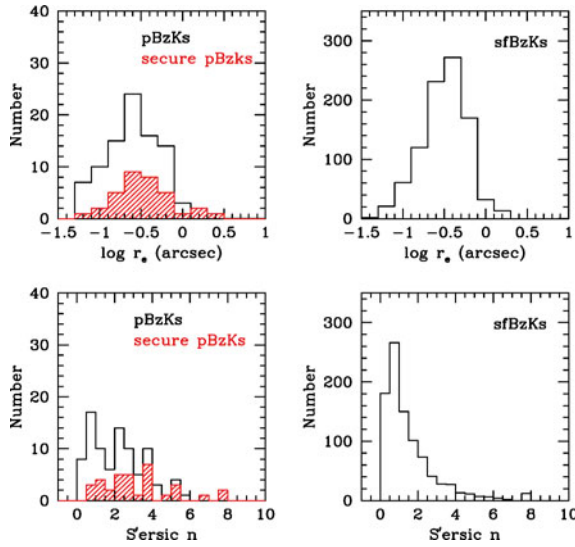 40
30
20
10
0
Number
pBzKs
secure pBzks
−1.5 −1 −0.5 0 0.5 1
log r_e (arcsec)
300
200
100
0
Number
sfBzKs
−1.5 −1 −0.5 0 0.5 1
log r_e (arcsec)
40
30
20
10
0
Number
pBzKs
secure pBzKs
0 2 4 6 8 10
S'ersic n
300
200
100
0
Number
sfBzKs
0 2 4 6 8 10
S'ersic n